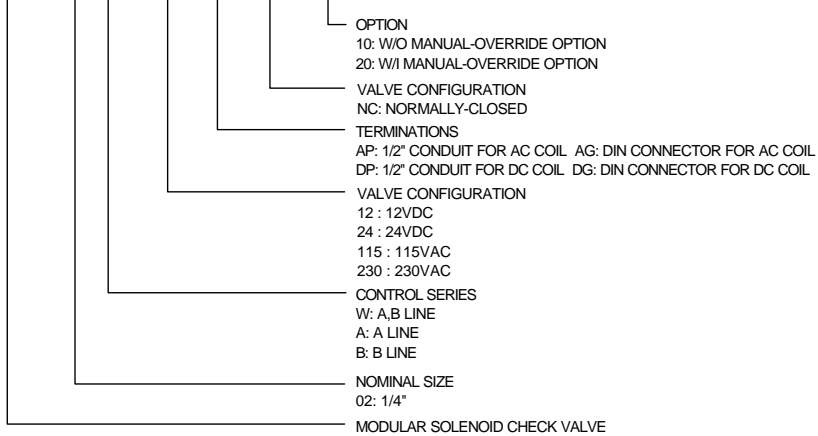 OPTION
10: W/O MANUAL-OVERRIDE OPTION
20: W/I MANUAL-OVERRIDE OPTION
VALVE CONFIGURATION
NC: NORMALLY-CLOSED
TERMINATIONS
AP: 1/2" CONDUIT FOR AC COIL AG: DIN CONNECTOR FOR AC COIL
DP: 1/2" CONDUIT FOR DC COIL DG: DIN CONNECTOR FOR DC COIL
VALVE CONFIGURATION
12 : 12VDC
24 : 24VDC
115 : 115VAC
230 : 230VAC
CONTROL SERIES
W: A,B LINE
A: A LINE
B: B LINE
NOMINAL SIZE
02: 1/4"
MODULAR SOLENOID CHECK VALVE